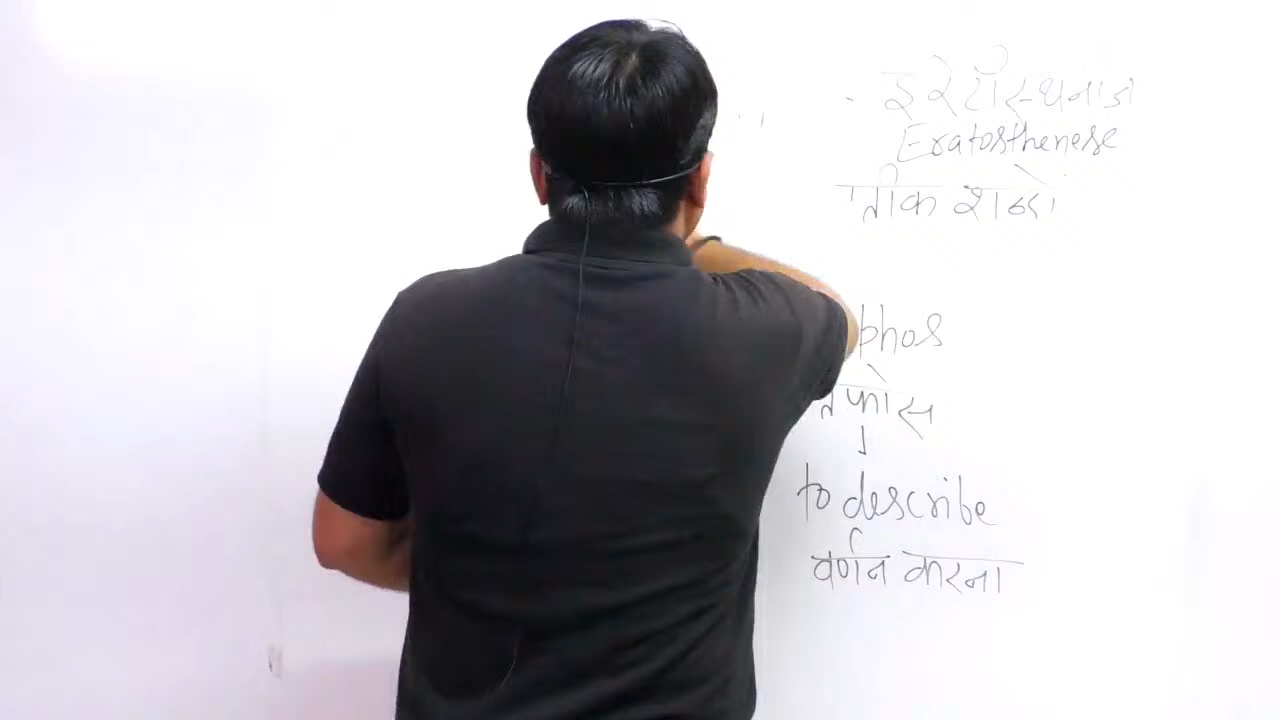 इरेटॉस्थनीज
Eratosthenese
शब्दो
phos
फोस
to describe
वर्णन करना